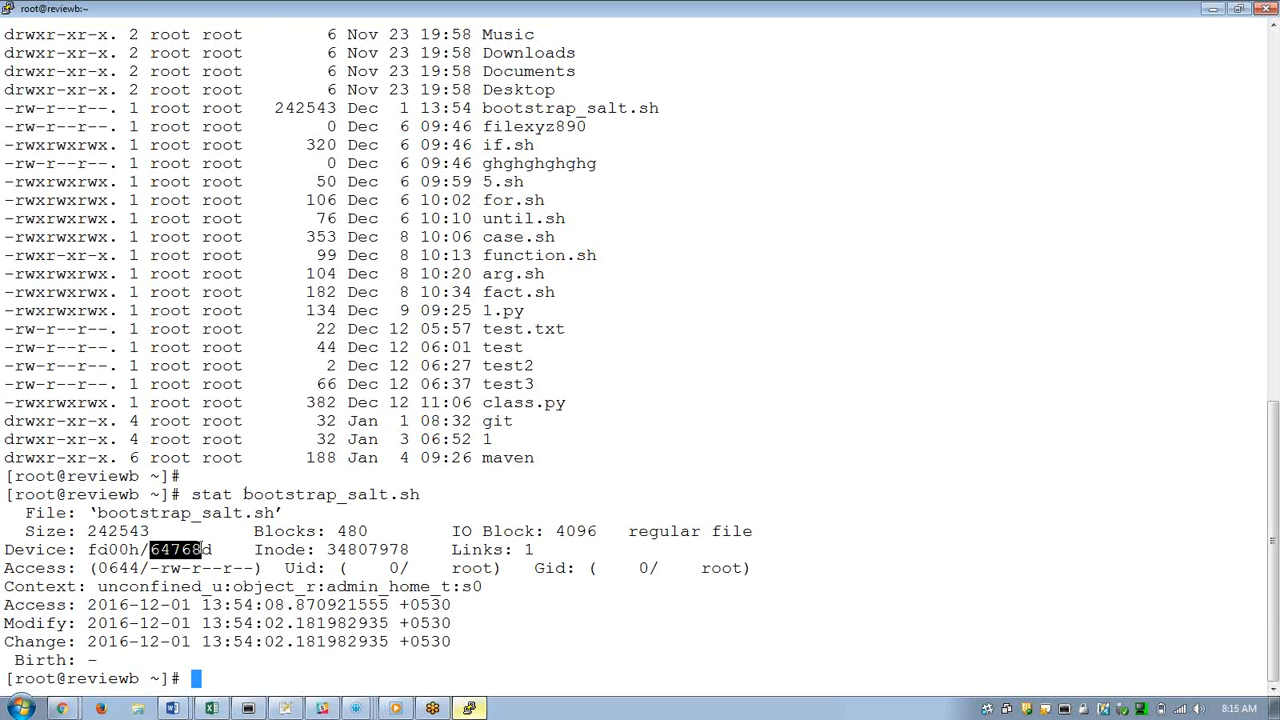 root@reviewb:~
drwxr-xr-x. 2 root root 6 Nov 23 19:58 Music
drwxr-xr-x. 2 root root 6 Nov 23 19:58 Downloads
drwxr-xr-x. 2 root root 6 Nov 23 19:58 Documents
drwxr-xr-x. 2 root root 6 Nov 23 19:58 Desktop
-rw-r--r--. 1 root root 242543 Dec 1 13:54 bootstrap_salt.sh
-rw-r--r--. 1 root root 0 Dec 6 09:46 filexyz890
-rwxrwxrwx. 1 root root 320 Dec 6 09:46 if.sh
-rw-r--r--. 1 root root 0 Dec 6 09:46 ghghghghghg
-rwxrwxrwx. 1 root root 50 Dec 6 09:59 5.sh
-rwxrwxrwx. 1 root root 106 Dec 6 10:02 for.sh
-rwxrwxrwx. 1 root root 76 Dec 6 10:10 until.sh
-rwxrwxrwx. 1 root root 353 Dec 8 10:06 case.sh
-rwxrwxrwx. 1 root root 99 Dec 8 10:13 function.sh
-rwxrwxrwx. 1 root root 104 Dec 8 10:20 arg.sh
-rwxrwxrwx. 1 root root 182 Dec 8 10:34 fact.sh
-rwxrwxrwx. 1 root root 134 Dec 9 09:25 1.py
-rw-r--r--. 1 root root 22 Dec 12 05:57 test.txt
-rw-r--r--. 1 root root 44 Dec 12 06:01 test
-rw-r--r--. 1 root root 2 Dec 12 06:27 test2
-rw-r--r--. 1 root root 66 Dec 12 06:37 test3
-rwxrwxrwx. 1 root root 382 Dec 12 11:06 class.py
drwxr-xr-x. 4 root root 32 Jan 1 08:32 git
drwxr-xr-x. 4 root root 32 Jan 3 06:52 1
drwxr-xr-x. 6 root root 188 Jan 4 09:26 maven
[root@reviewb ~]#
[root@reviewb ~]# stat bootstrap_salt.sh
File: ‘bootstrap_salt.sh’
Size: 242543 Blocks: 480 IO Block: 4096 regular file
Device: fd00h/64768d Inode: 34807978 Links: 1
Access: (0644/-rw-r--r--) Uid: ( 0/ root) Gid: ( 0/ root)
Context: unconfined_u:object_r:admin_home_t:s0
Access: 2016-12-01 13:54:08.870921555 +0530
Modify: 2016-12-01 13:54:02.181982935 +0530
Change: 2016-12-01 13:54:02.181982935 +0530
Birth: -
[root@reviewb ~]#
8:15 AM